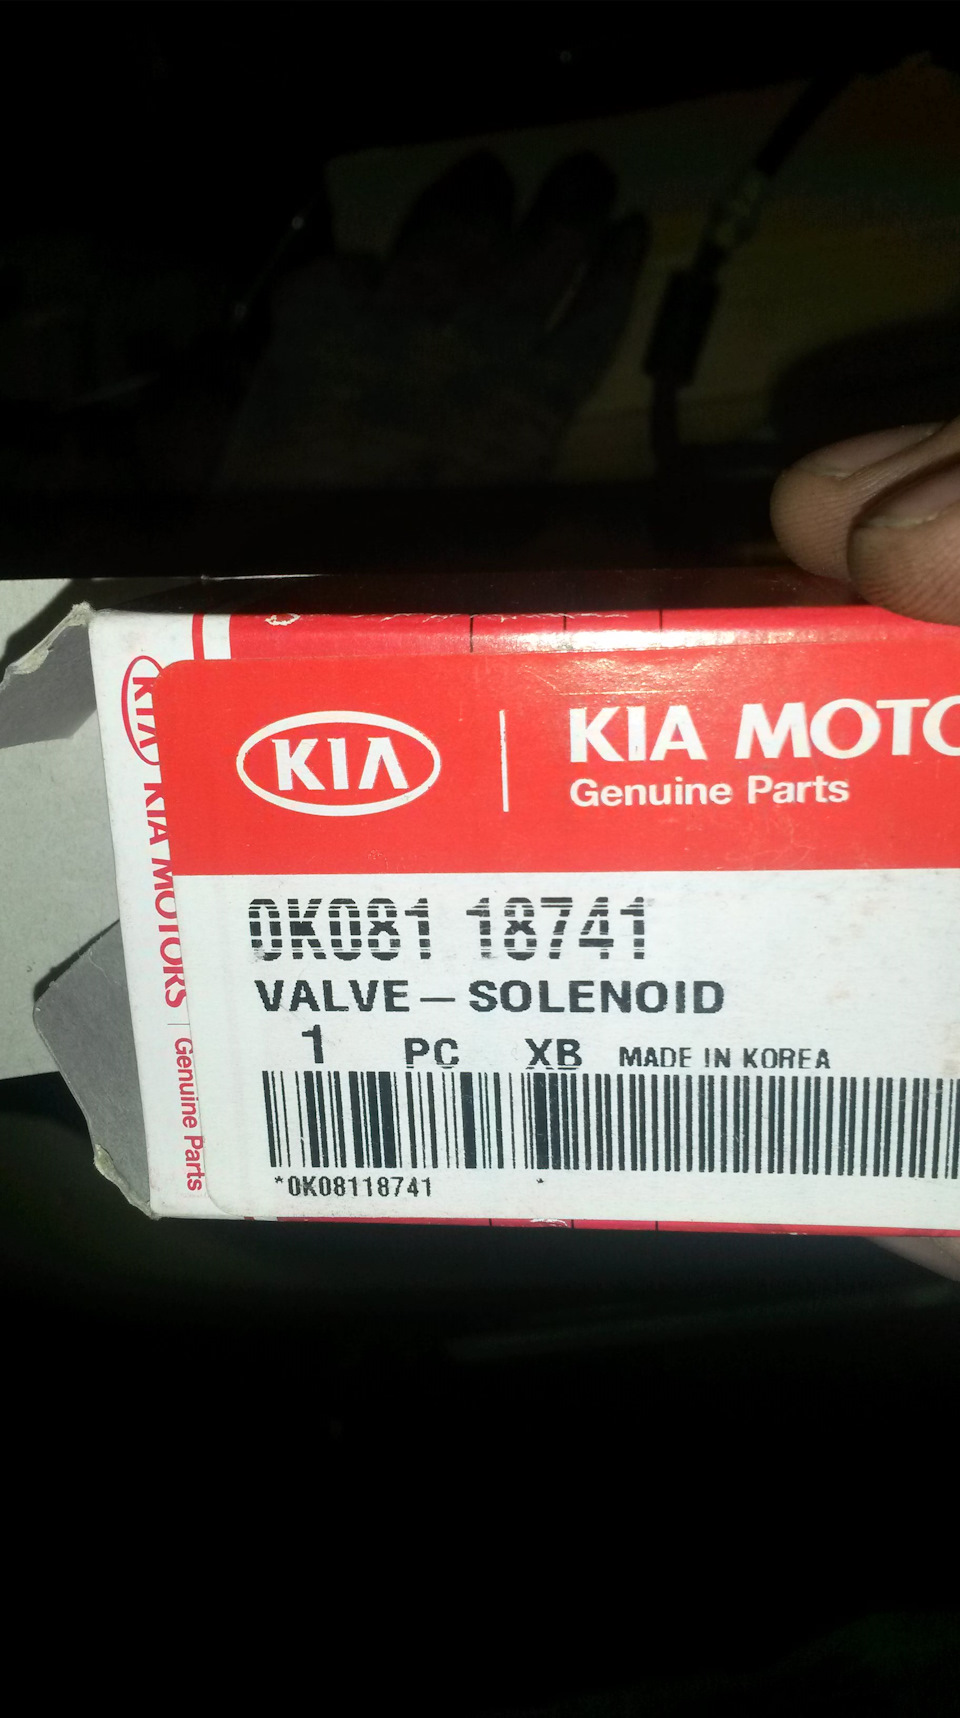 KIA
KIA MOTO
Genuine Parts
0K081 18741
VALVE – SOLENOID
1 PC XB MADE IN KOREA
*0K08118741 *
KIA KIA MOTORS | Genuine Parts